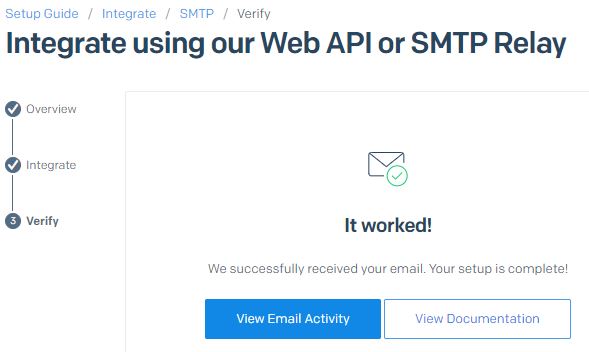 Setup Guide / Integrate / SMTP / Verify
Integrate using our Web API or SMTP Relay
Overview
Integrate
3 Verify
It worked!
We successfully received your email. Your setup is complete!
View Email Activity
View Documentation